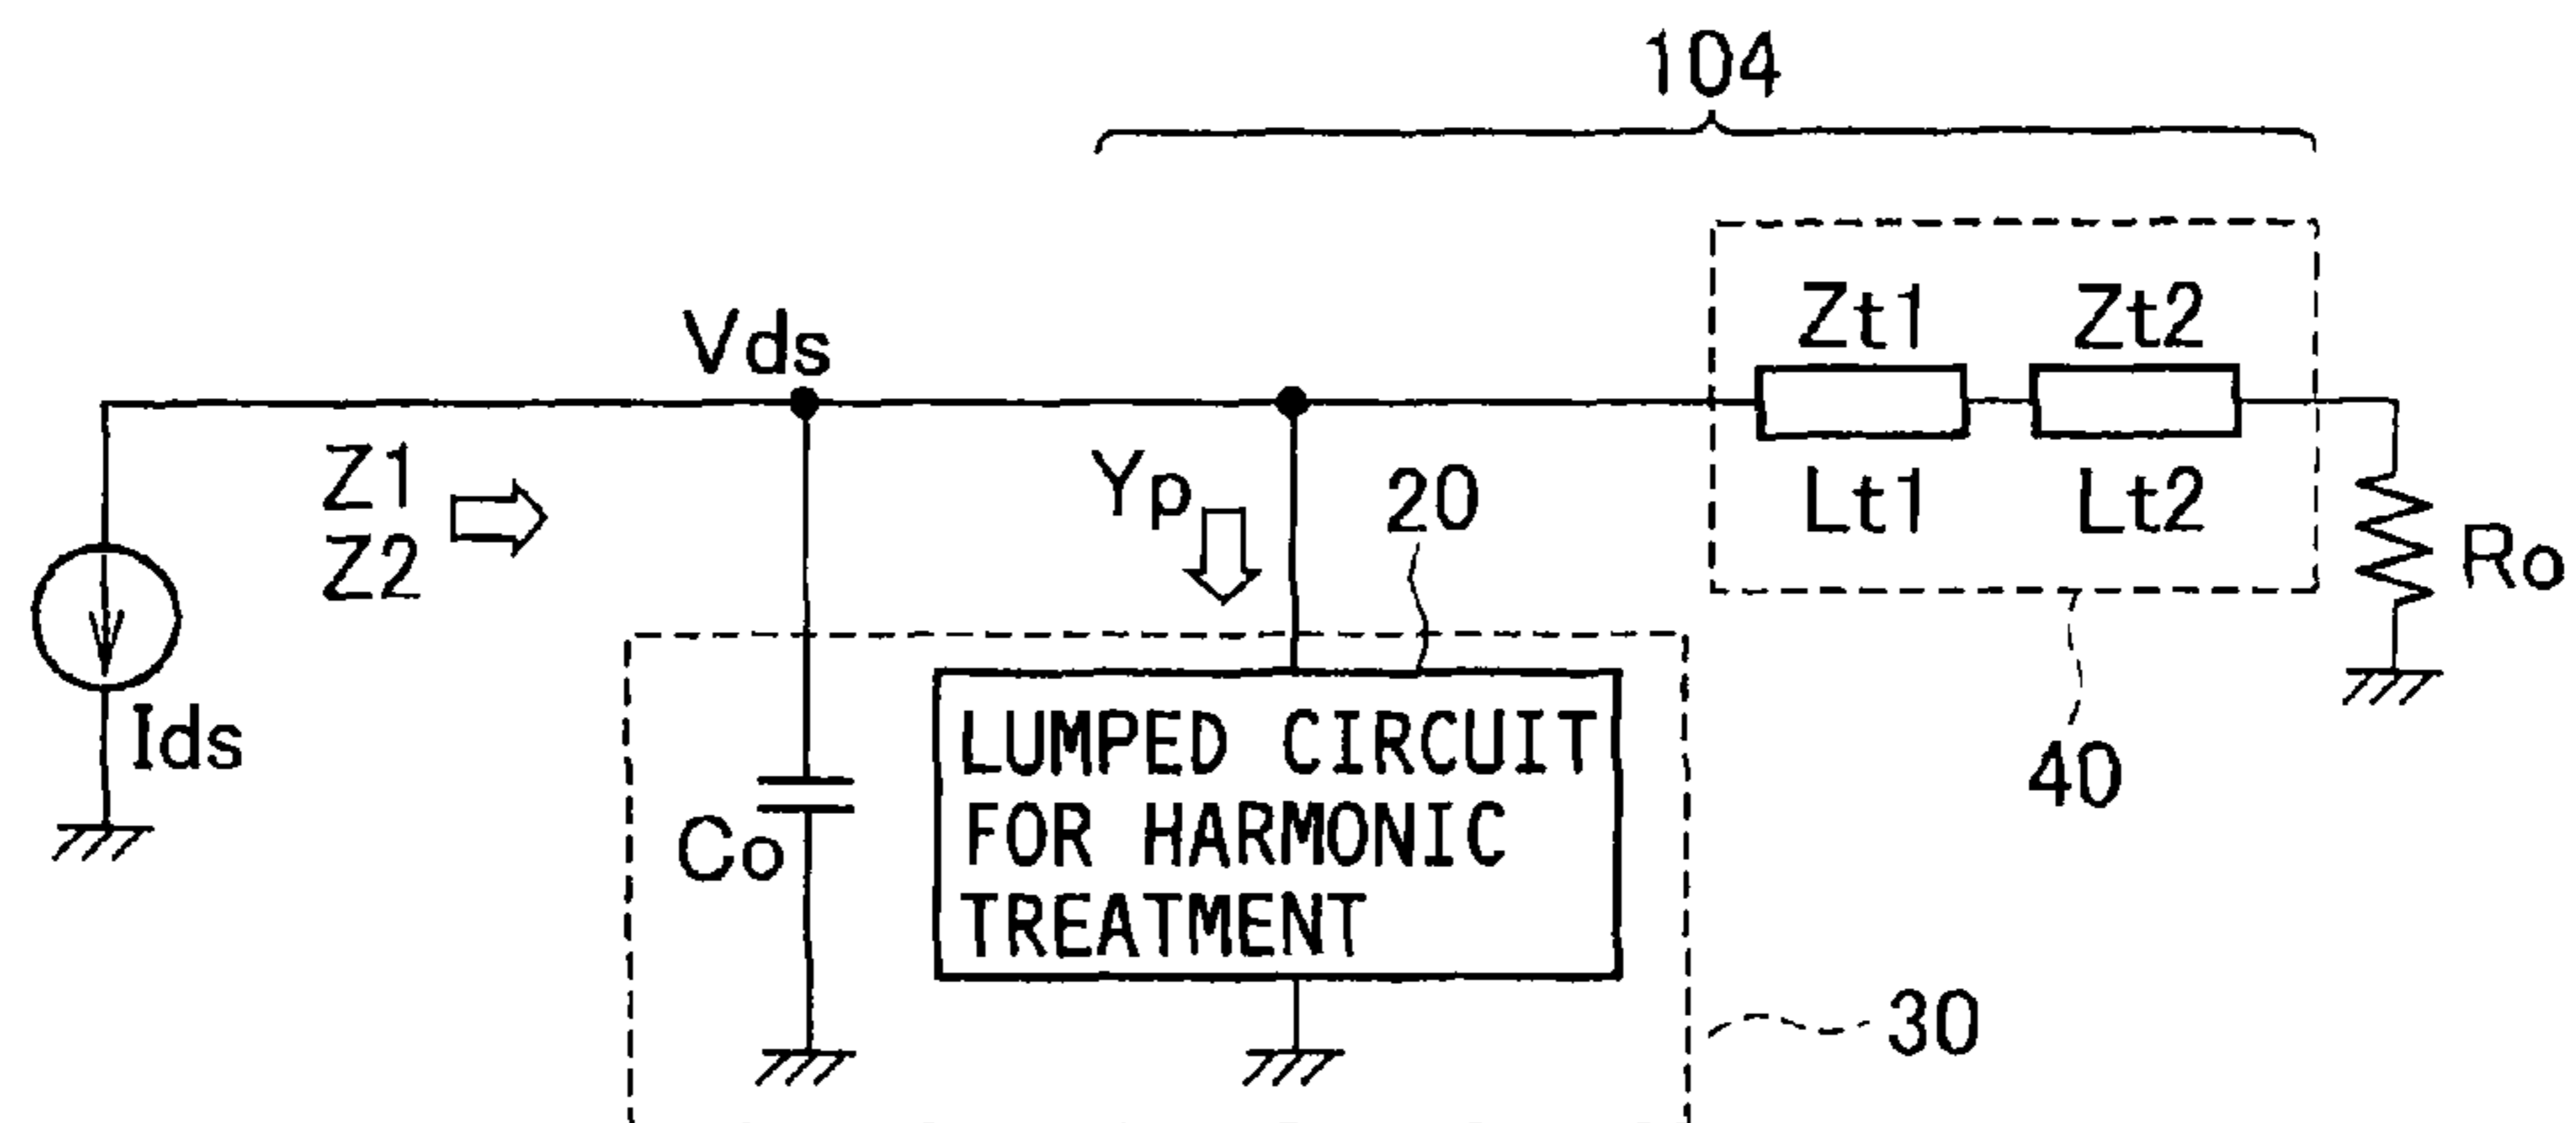 104
Zt1 Zt2
Vds
Z1
Z2
Yp
20
Lt1 Lt2
Ro
Ids
Co
LUMPED CIRCUIT
FOR HARMONIC
TREATMENT
40
30